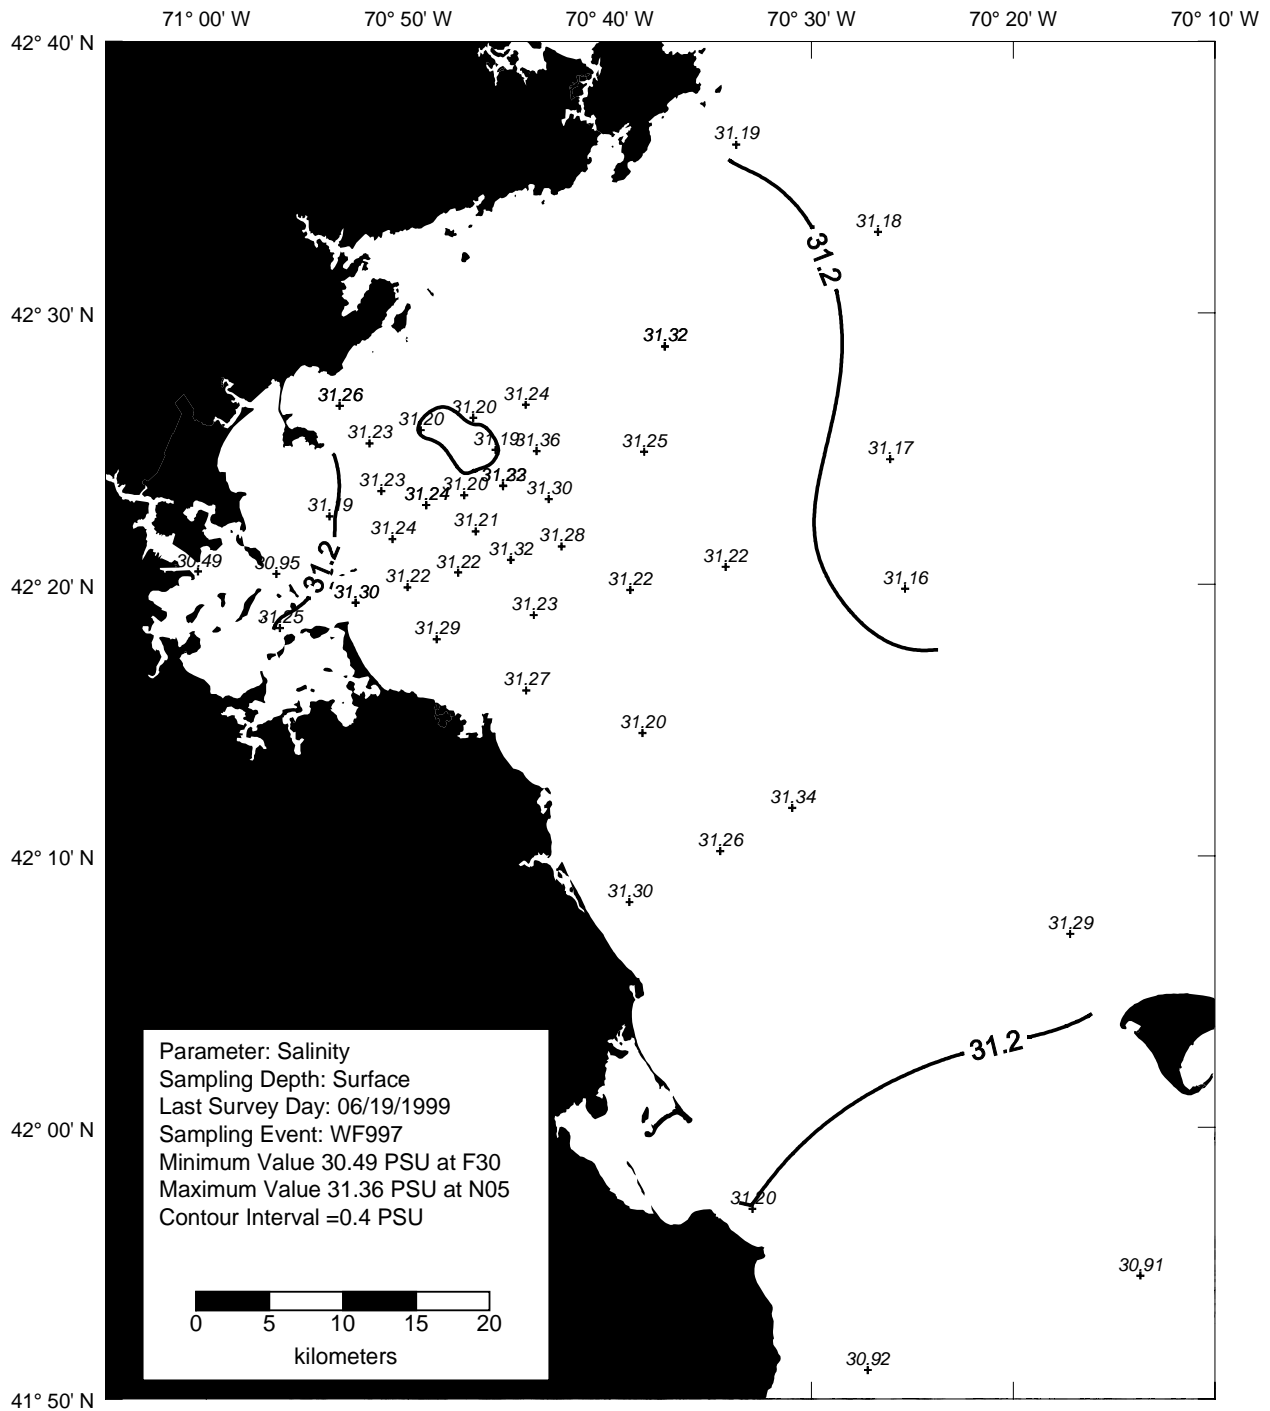 71° 00' W 70° 50' W 70° 40' W 70° 30' W 70° 20' W 70° 10' W
42° 40' N
31.19
31.18
31.2
42° 30' N
31.32
31.26
31.24
31.20
31.20
31.23
31.19
31.36
31.25
31.17
31.23
31.24
31.20
31.30
31.19
31.24
31.21
31.28
31.32
30.49
30.95
31.2
31.22
31.22
31.22
31.22
31.16
42° 20' N
31.30
31.25
31.23
31.29
31.27
31.20
31.34
31.26
42° 10' N
31.30
31.29
31.2
42° 00' N
31.20
30.91
30.92
41° 50' N
Parameter: Salinity
Sampling Depth: Surface
Last Survey Day: 06/19/1999
Sampling Event: WF997
Minimum Value 30.49 PSU at F30
Maximum Value 31.36 PSU at N05
Contour Interval =0.4 PSU
0 5 10 15 20
kilometers